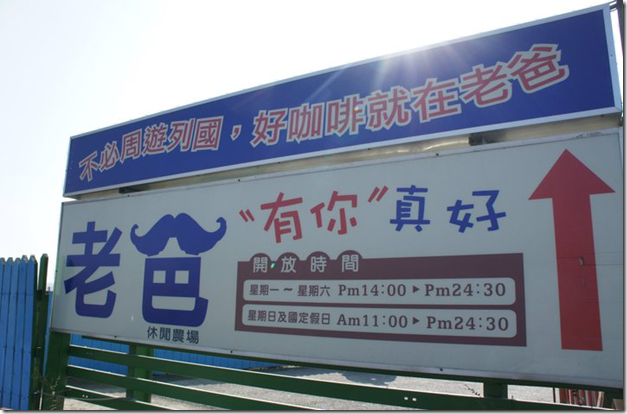 不必周遊列國，好咖啡就在老爸
老爸
休閒農場
"有你"真好
開放時間
星期一～星期六 Pm14:00▶Pm24:30
星期日及國定假日 Am11:00▶Pm24:30